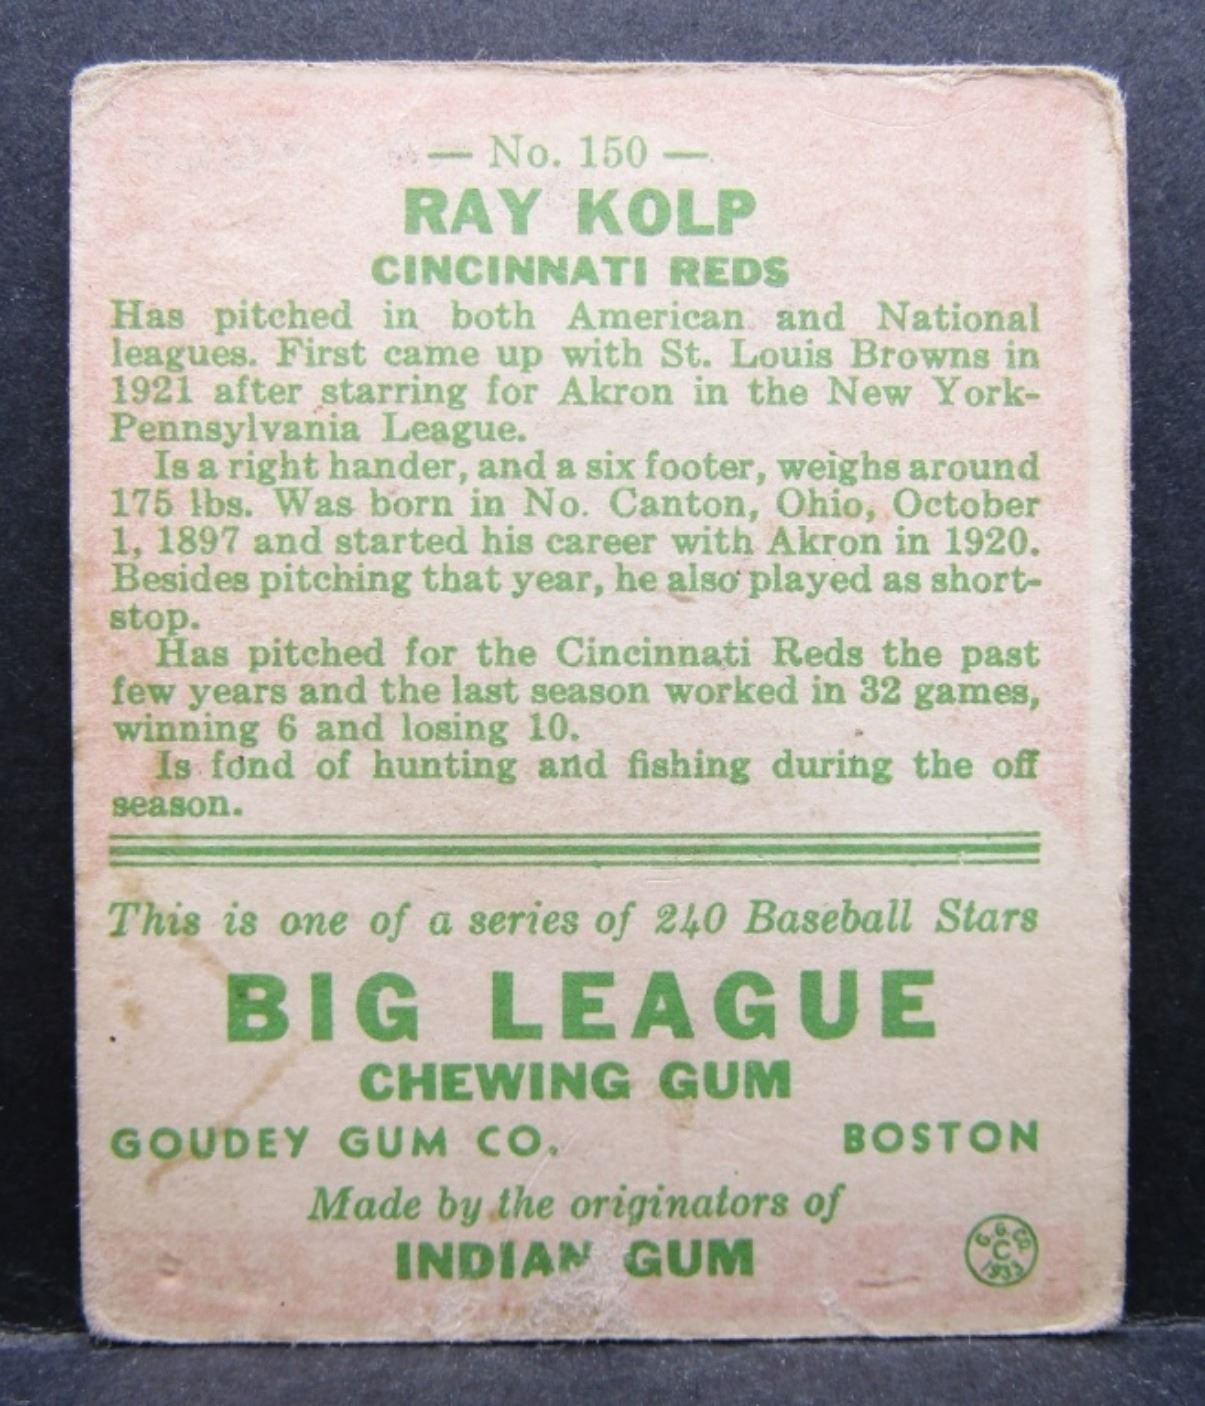 — No. 150 —
RAY KOLP
CINCINNATI REDS
Has pitched in both American and National
leagues. First came up with St. Louis Browns in
1921 after starring for Akron in the New York-
Pennsylvania League.
Is a right hander, and a six footer, weighs around
175 lbs. Was born in No. Canton, Ohio, October
1, 1897 and started his career with Akron in 1920.
Besides pitching that year, he also played as short-
stop.
Has pitched for the Cincinnati Reds the past
few years and the last season worked in 32 games,
winning 6 and losing 10.
Is fond of hunting and fishing during the off
season.
This is one of a series of 240 Baseball Stars
BIG LEAGUE
CHEWING GUM
GOUDEY GUM CO. BOSTON
Made by the originators of
INDIAN GUM
G. G. CO.
C
1933